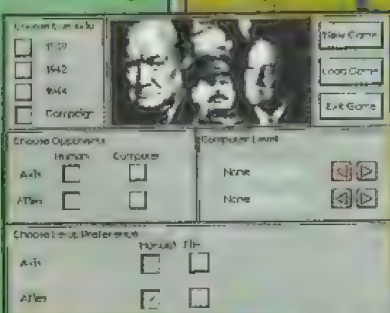 Choose Scenario
New Game
1939
1942
Load Game
1944
Campaign
Exit Game
Choose Opponents
Computer Level
Human Computer
Axis
None
Allies
None
Choose Setup Preference
Manual File
Axis
Allies